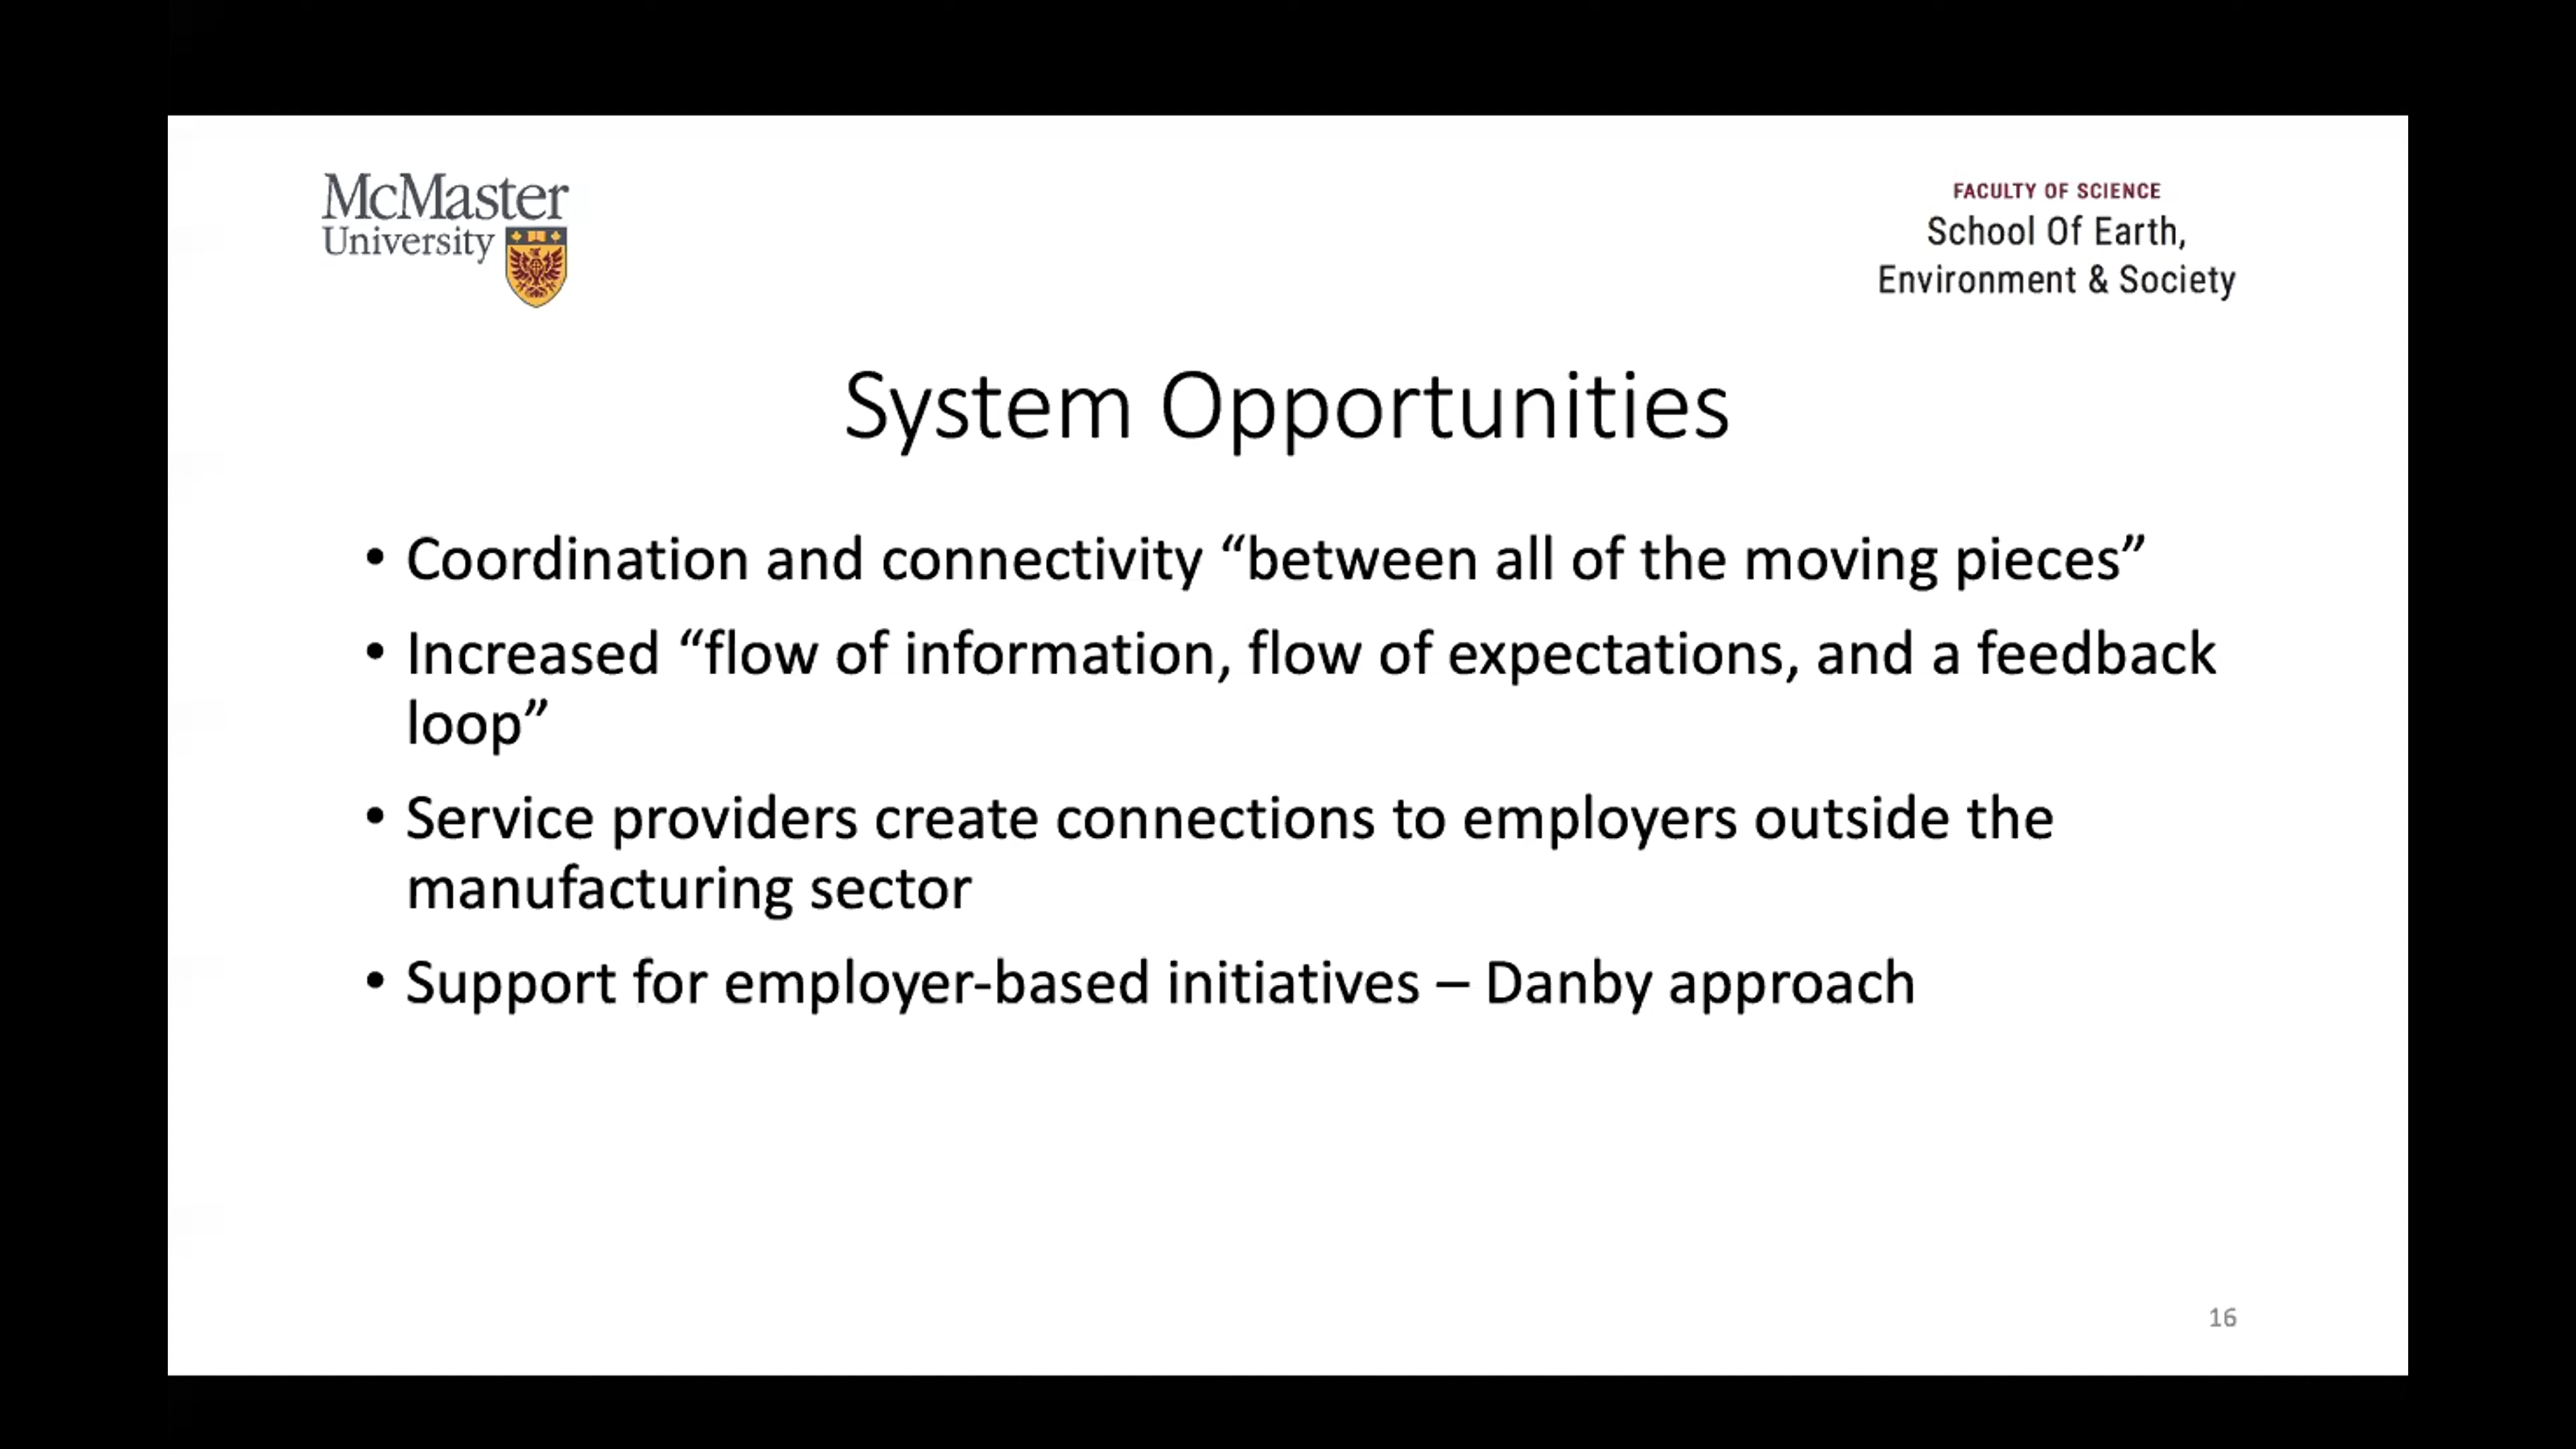 McMaster
University
FACULTY OF SCIENCE
School Of Earth,
Environment & Society
System Opportunities
• Coordination and connectivity “between all of the moving pieces”
• Increased “flow of information, flow of expectations, and a feedback
loop”
• Service providers create connections to employers outside the
manufacturing sector
• Support for employer-based initiatives – Danby approach
16